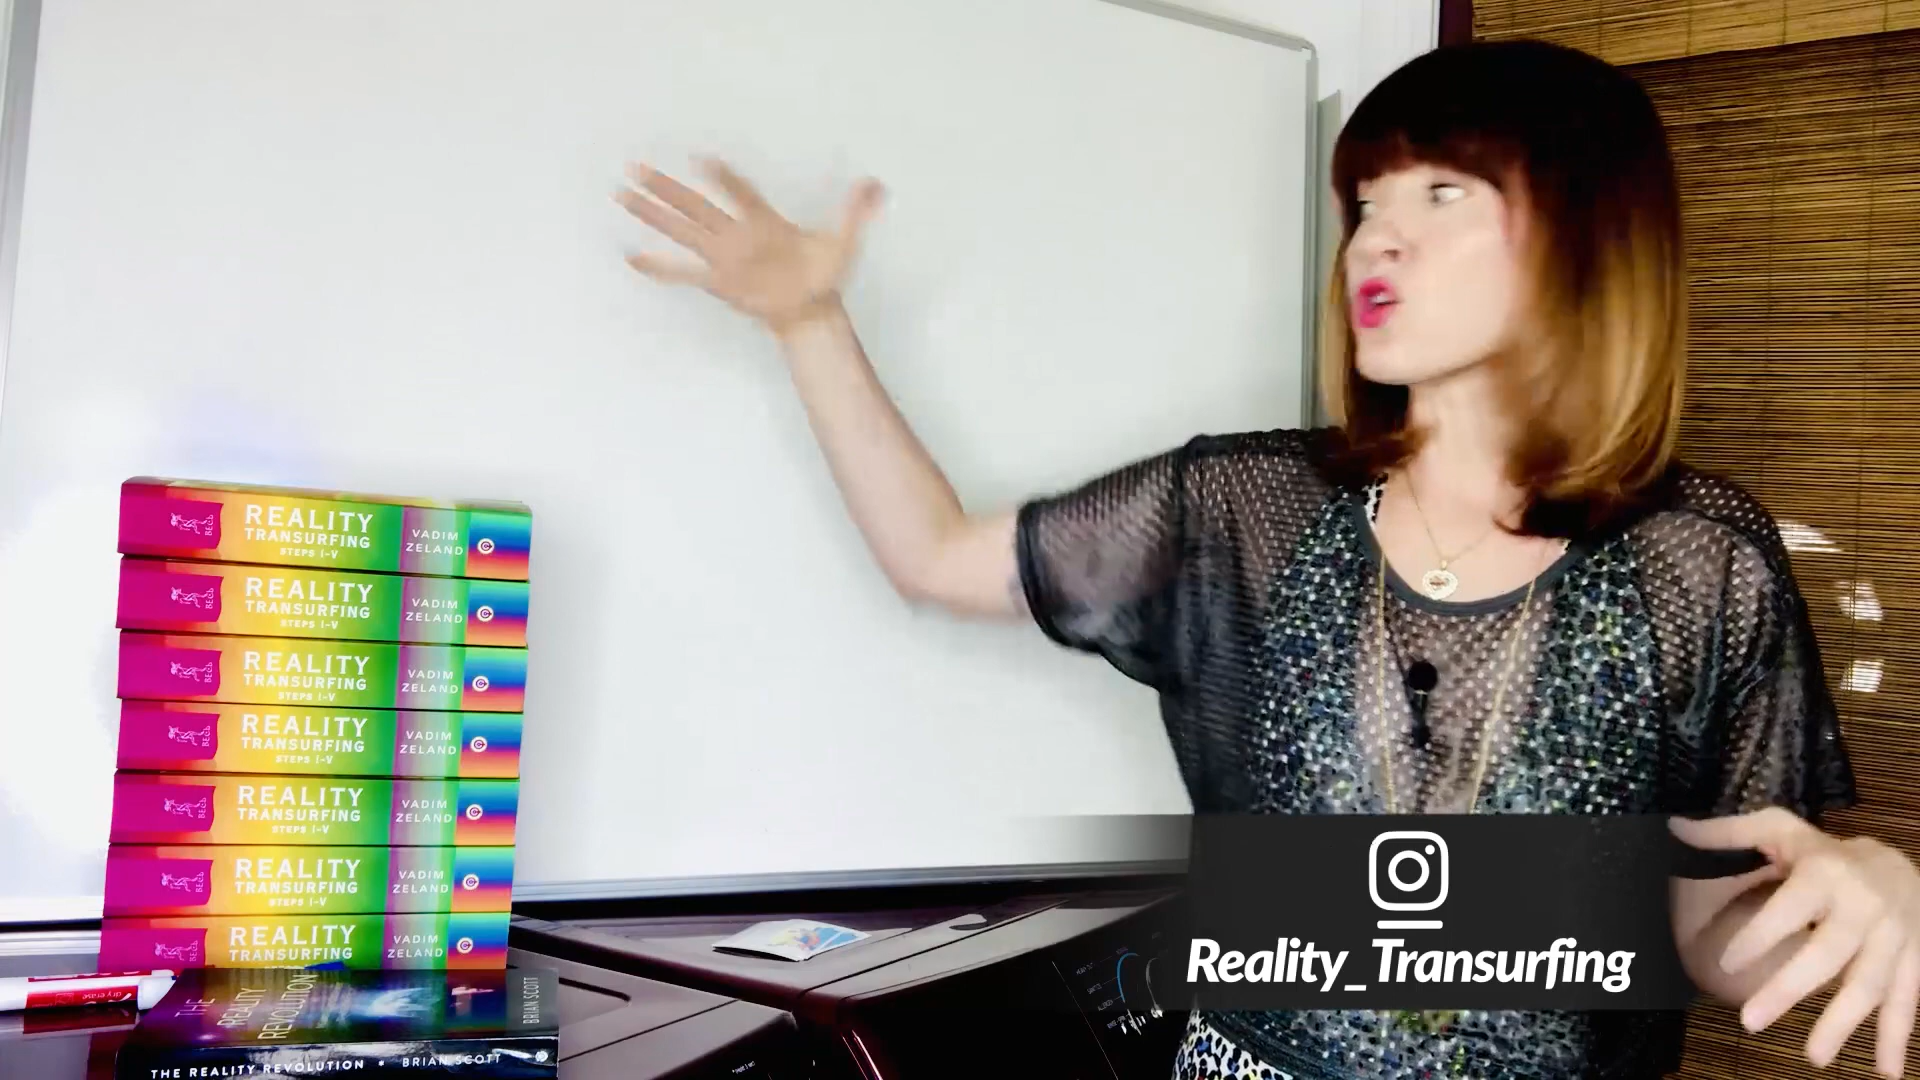 REALITY
TRANSURFING
STEPS I-V
VADIM
ZELAND
REALITY
TRANSURFING
STEPS I-V
VADIM
ZELAND
REALITY
TRANSURFING
STEPS I-V
VADIM
ZELAND
REALITY
TRANSURFING
STEPS I-V
VADIM
ZELAND
REALITY
TRANSURFING
STEPS I-V
VADIM
ZELAND
REALITY
TRANSURFING
STEPS I-V
VADIM
ZELAND
REALITY
TRANSURFING
VADIM
ZELAND
dry erase
THE
REALITY
REVOLUTION
BRIAN SCOTT
THE REALITY REVOLUTION • BRIAN SCOTT
Reality_Transurfing